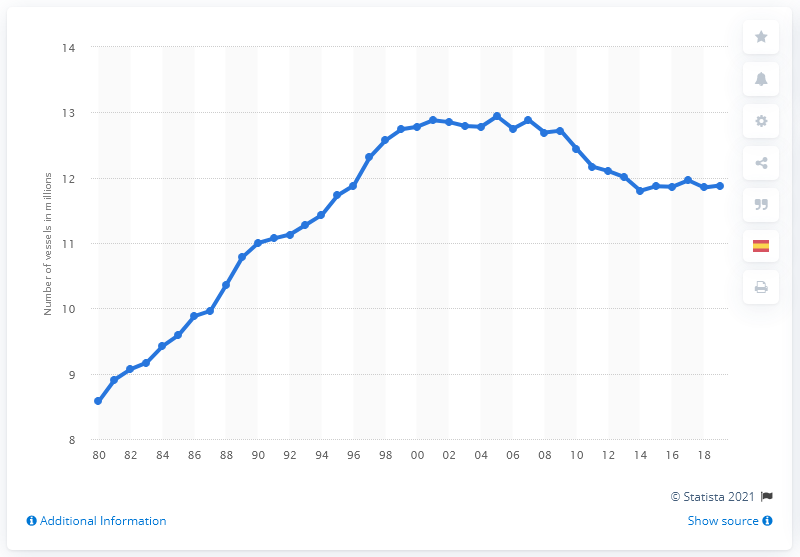 14
13
12
11
10
9
8
Number of vessels in millions
80 82 84 86 88 90 92 94 96 98 00 02 04 06 08 10 12 14 16 18
© Statista 2021
Additional Information
Show source